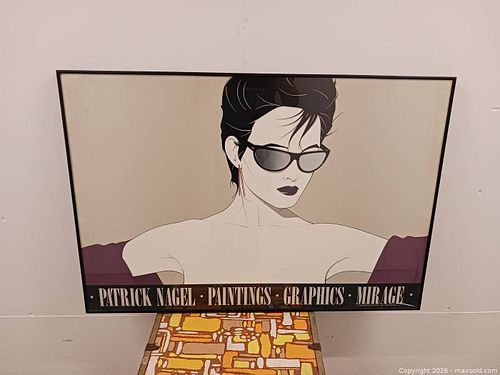 · PATRICK NAGEL · PAINTINGS · GRAPHICS · MIRAGE ·
Copyright 2026 - maxsold.com